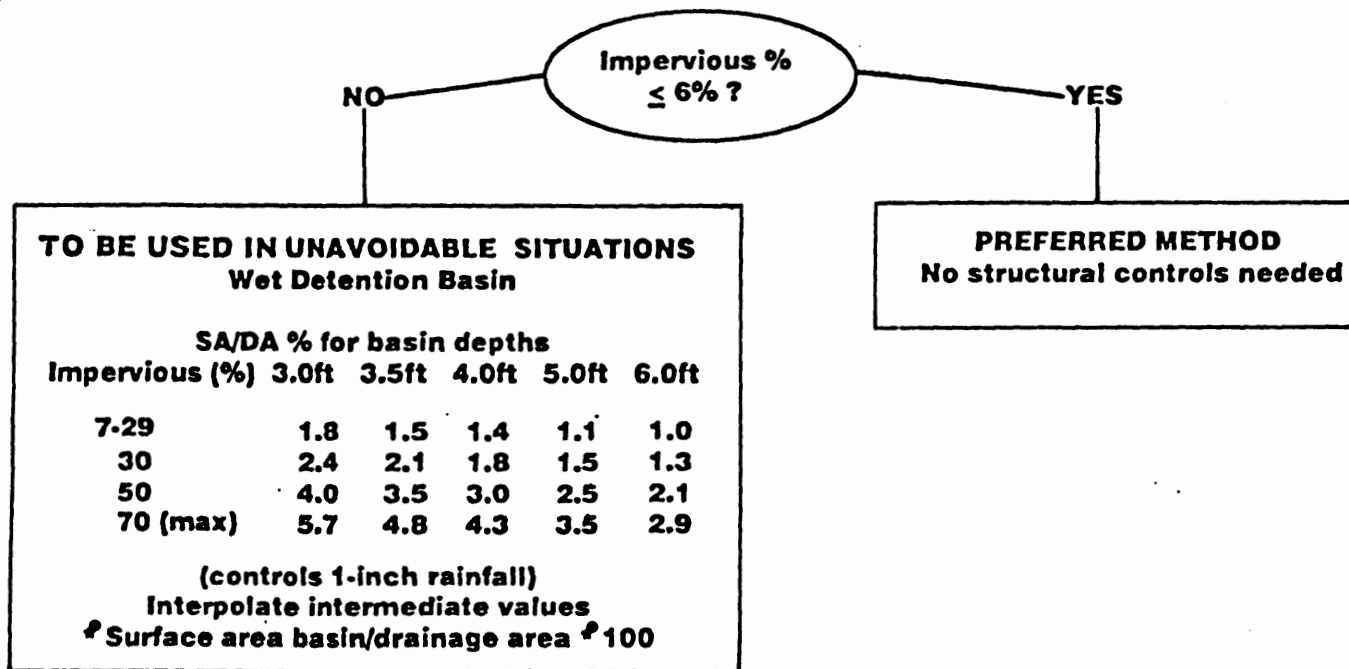 Impervious %
≤ 6% ?
NO
YES
TO BE USED IN UNAVOIDABLE SITUATIONS
Wet Detention Basin
SA/DA % for basin depths
Impervious (%) 3.0ft 3.5ft 4.0ft 5.0ft 6.0ft
7-29 1.8 1.5 1.4 1.1 1.0
30 2.4 2.1 1.8 1.5 1.3
50 4.0 3.5 3.0 2.5 2.1
70 (max) 5.7 4.8 4.3 3.5 2.9
(controls 1-inch rainfall)
Interpolate intermediate values
Surface area basin/drainage area 100
PREFERRED METHOD
No structural controls needed